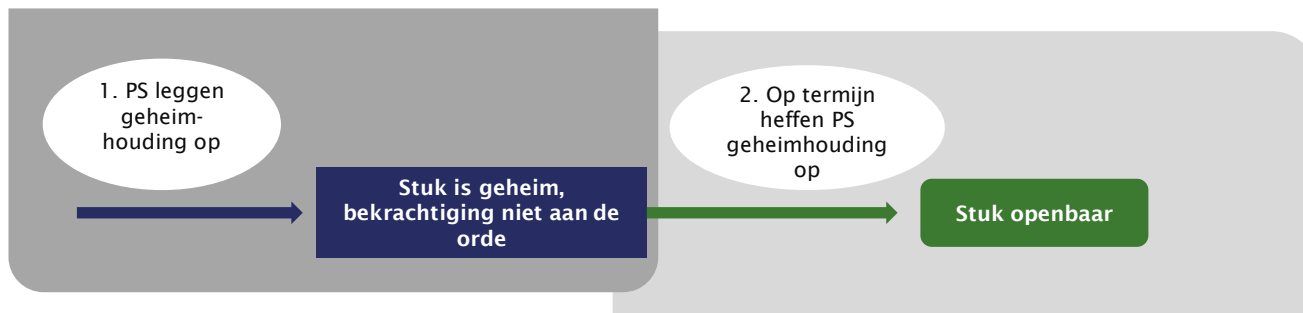 1. PS leggen
geheim-
houding op
Stuk is geheim,
bekrachtiging niet aan de
orde
2. Op termijn
heffen PS
geheimhouding
op
Stuk openbaar